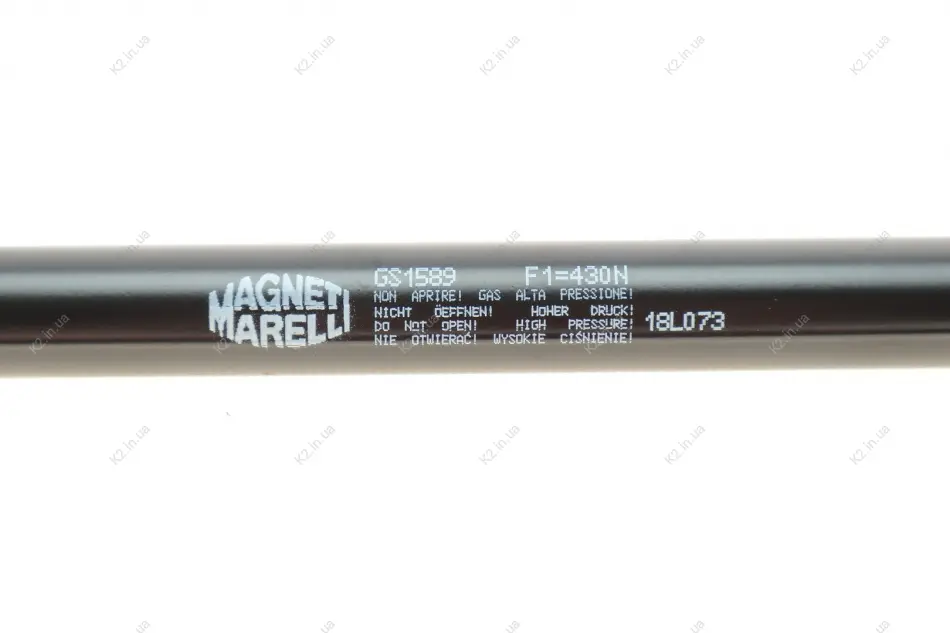 MAGNETI
MARELLI
GS1589 F1=430N
NON APRIRE! GAS ALTA PRESSIONE!
NICHT ÖEFFNEN! HOHER DRUCK!
DO NOT OPEN! HIGH PRESSURE!
NIE OTWIERAĆ! WYSOKIE CIŚNIENIE!
18L073
K2.in.ua